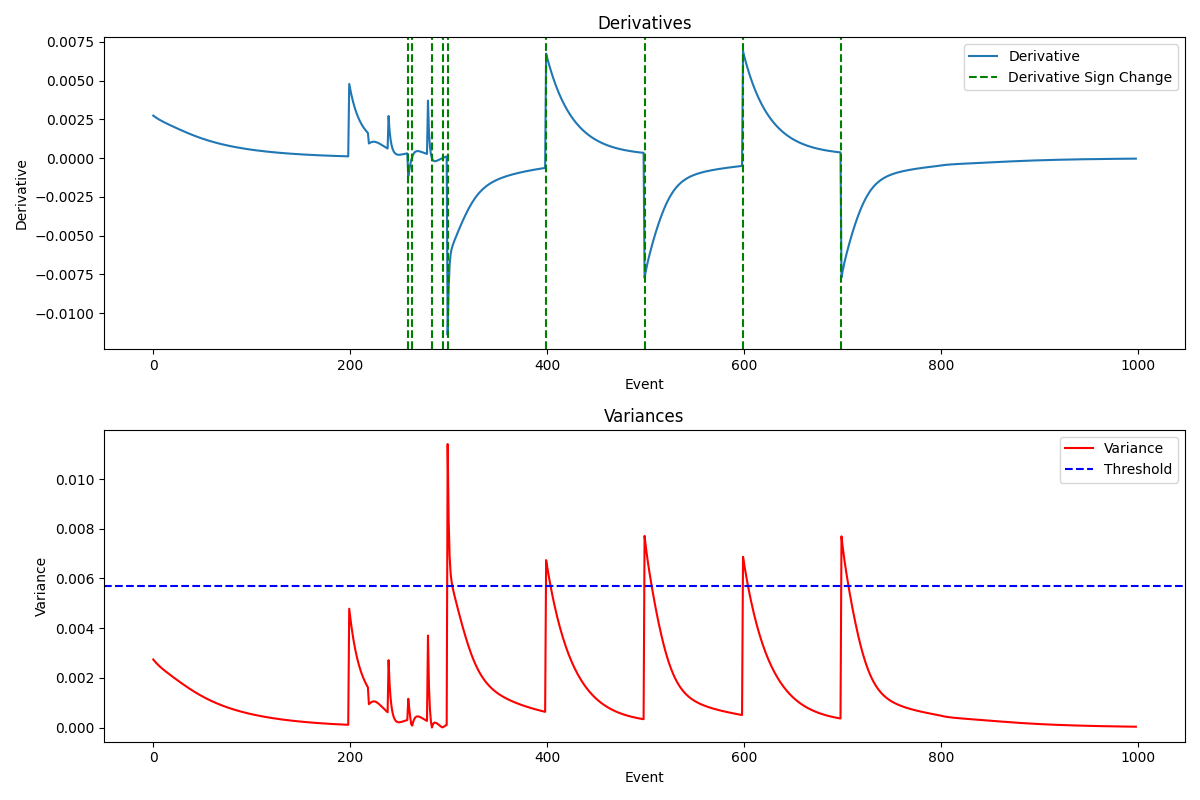 Derivatives
0.0075
0.0050
0.0025
0.0000
−0.0025
−0.0050
−0.0075
−0.0100
Derivative
Derivative
Derivative Sign Change
0 200 400 600 800 1000
Event
Variances
0.010
0.008
0.006
0.004
0.002
0.000
Variance
Variance
Threshold
0 200 400 600 800 1000
Event